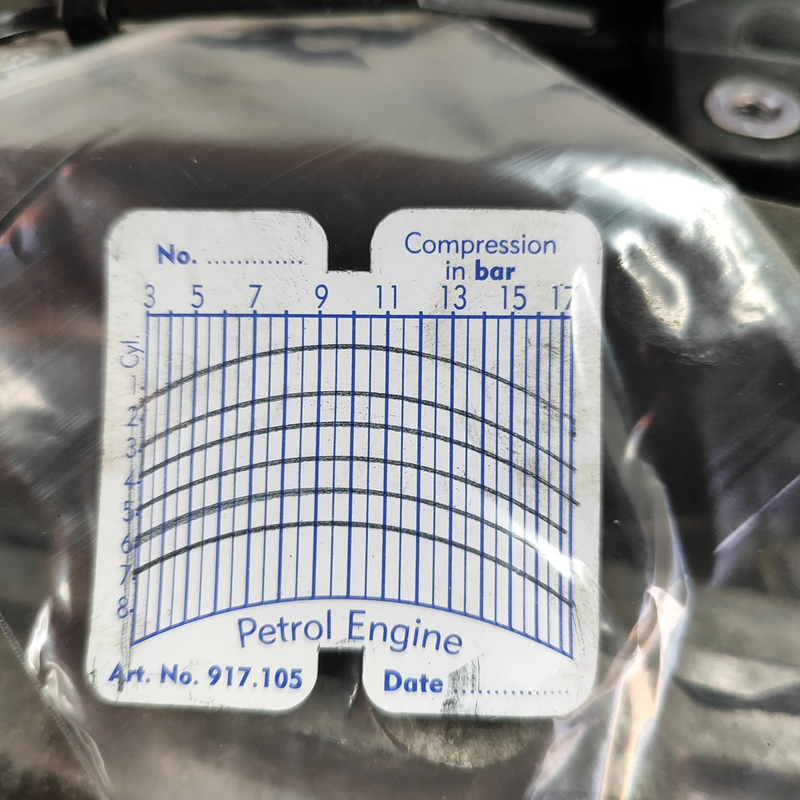 No. ..............
Compression
in bar
3 5 7 9 11 13 15 17
Cyl.
1 2 3 4 5 6 7 8
Petrol Engine
Art. No. 917.105
Date ................